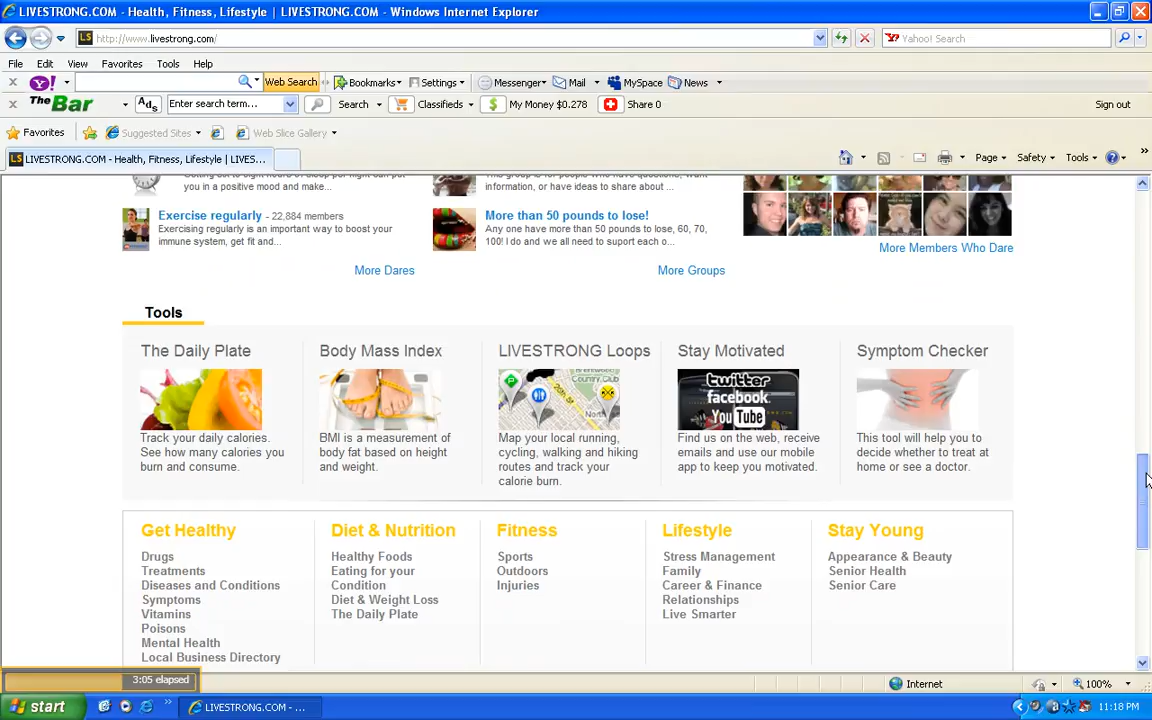 LIVESTRONG.COM - Health, Fitness, Lifestyle | LIVESTRONG.COM - Windows Internet Explorer
LS http://www.livestrong.com/ Yahoo! Search
File Edit View Favorites Tools Help
x Y! Web Search Bookmarks Settings Messenger Mail MySpace News
x The Bar Ads Enter search term... Search Classifieds $ My Money $0.278 Share 0 Sign out
Favorites Suggested Sites Web Slice Gallery
LS LIVESTRONG.COM - Health, Fitness, Lifestyle | LIVES... Page Safety Tools
you in a positive mood and make...
information, or have ideas to share about ...
Exercise regularly - 22,884 members
Exercising regularly is an important way to boost your
immune system, get fit and...
More than 50 pounds to lose!
Any one have more than 50 pounds to lose, 60, 70,
100! I do and we all need to suport each o...
More Members Who Dare
More Dares
More Groups
Tools
The Daily Plate
Track your daily calories.
See how many calories you
burn and consume.
Body Mass Index
BMI is a measurement of
body fat based on height
and weight.
LIVESTRONG Loops
Country Club
20th
North
Map your local running,
cycling, walking and hiking
routes and track your
calorie burn.
Stay Motivated
twitter
facebook
You Tube
Find us on the web, receive
emails and use our mobile
app to keep you motivated.
Symptom Checker
This tool will help you to
decide whether to treat at
home or see a doctor.
Get Healthy
Drugs
Treatments
Diseases and Conditions
Symptoms
Vitamins
Poisons
Mental Health
Local Business Directory
Diet & Nutrition
Healthy Foods
Eating for your
Condition
Diet & Weight Loss
The Daily Plate
Fitness
Sports
Outdoors
Injuries
Lifestyle
Stress Management
Family
Career & Finance
Relationships
Live Smarter
Stay Young
Appearance & Beauty
Senior Health
Senior Care
3:05 elapsed
Internet 100%
start LIVESTRONG.COM - ... 11:18 PM